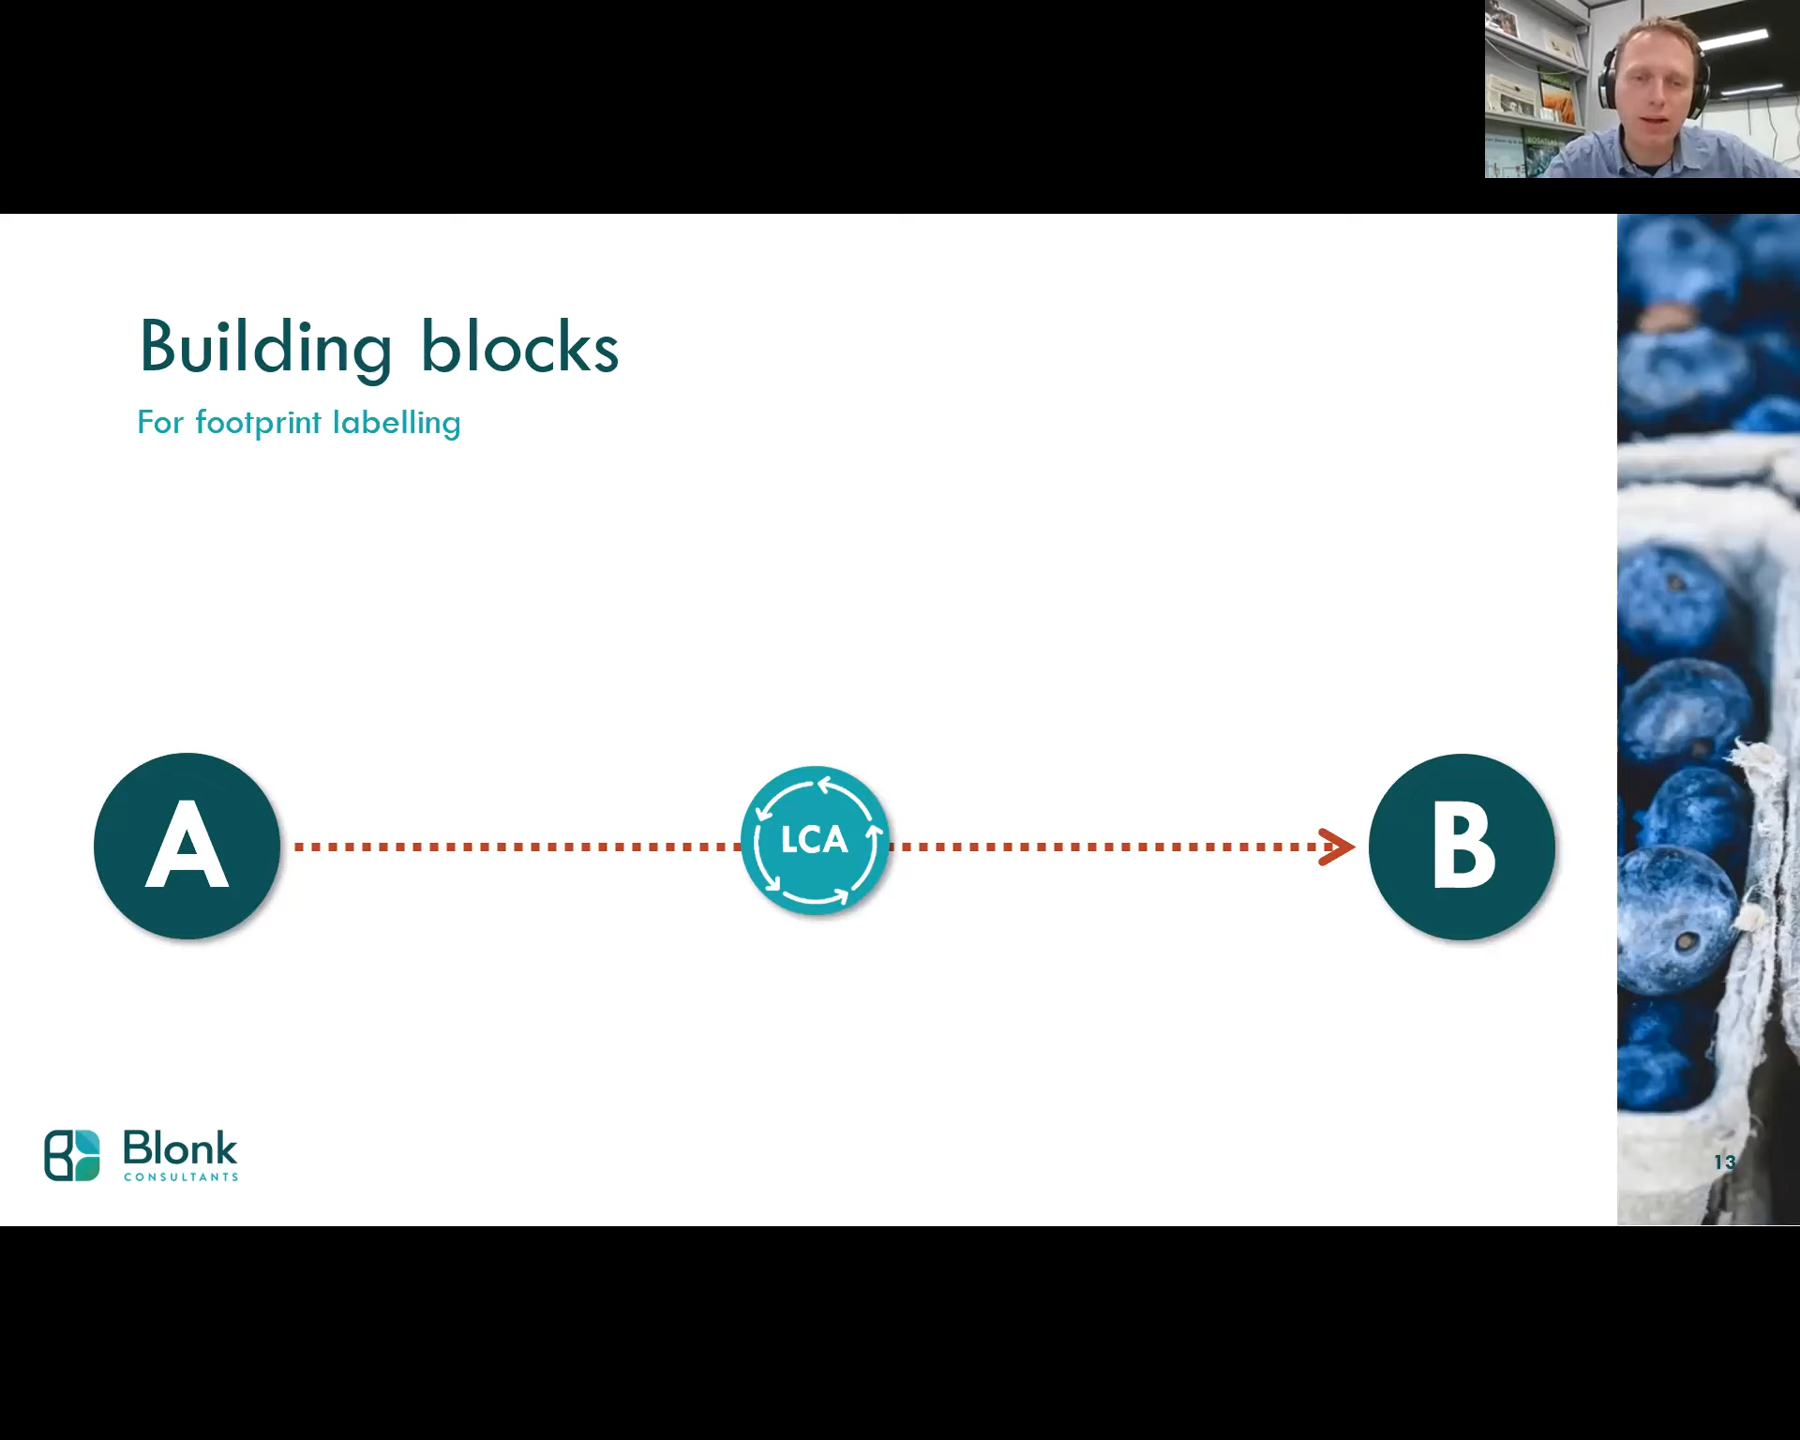 Building blocks
For footprint labelling
A
LCA
B
Blonk
CONSULTANTS
13